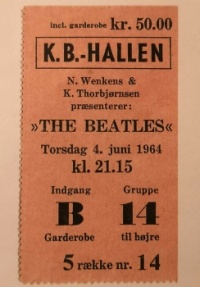 incl. garderobe kr. 50.00
K.B.-HALLEN
N. Wenkens &
K. Thorbjørnsen
præsenterer:
»THE BEATLES«
Torsdag 4. juni 1964
kl. 21.15
Indgang Gruppe
B 14
Garderobe til højre
5 række nr. 14